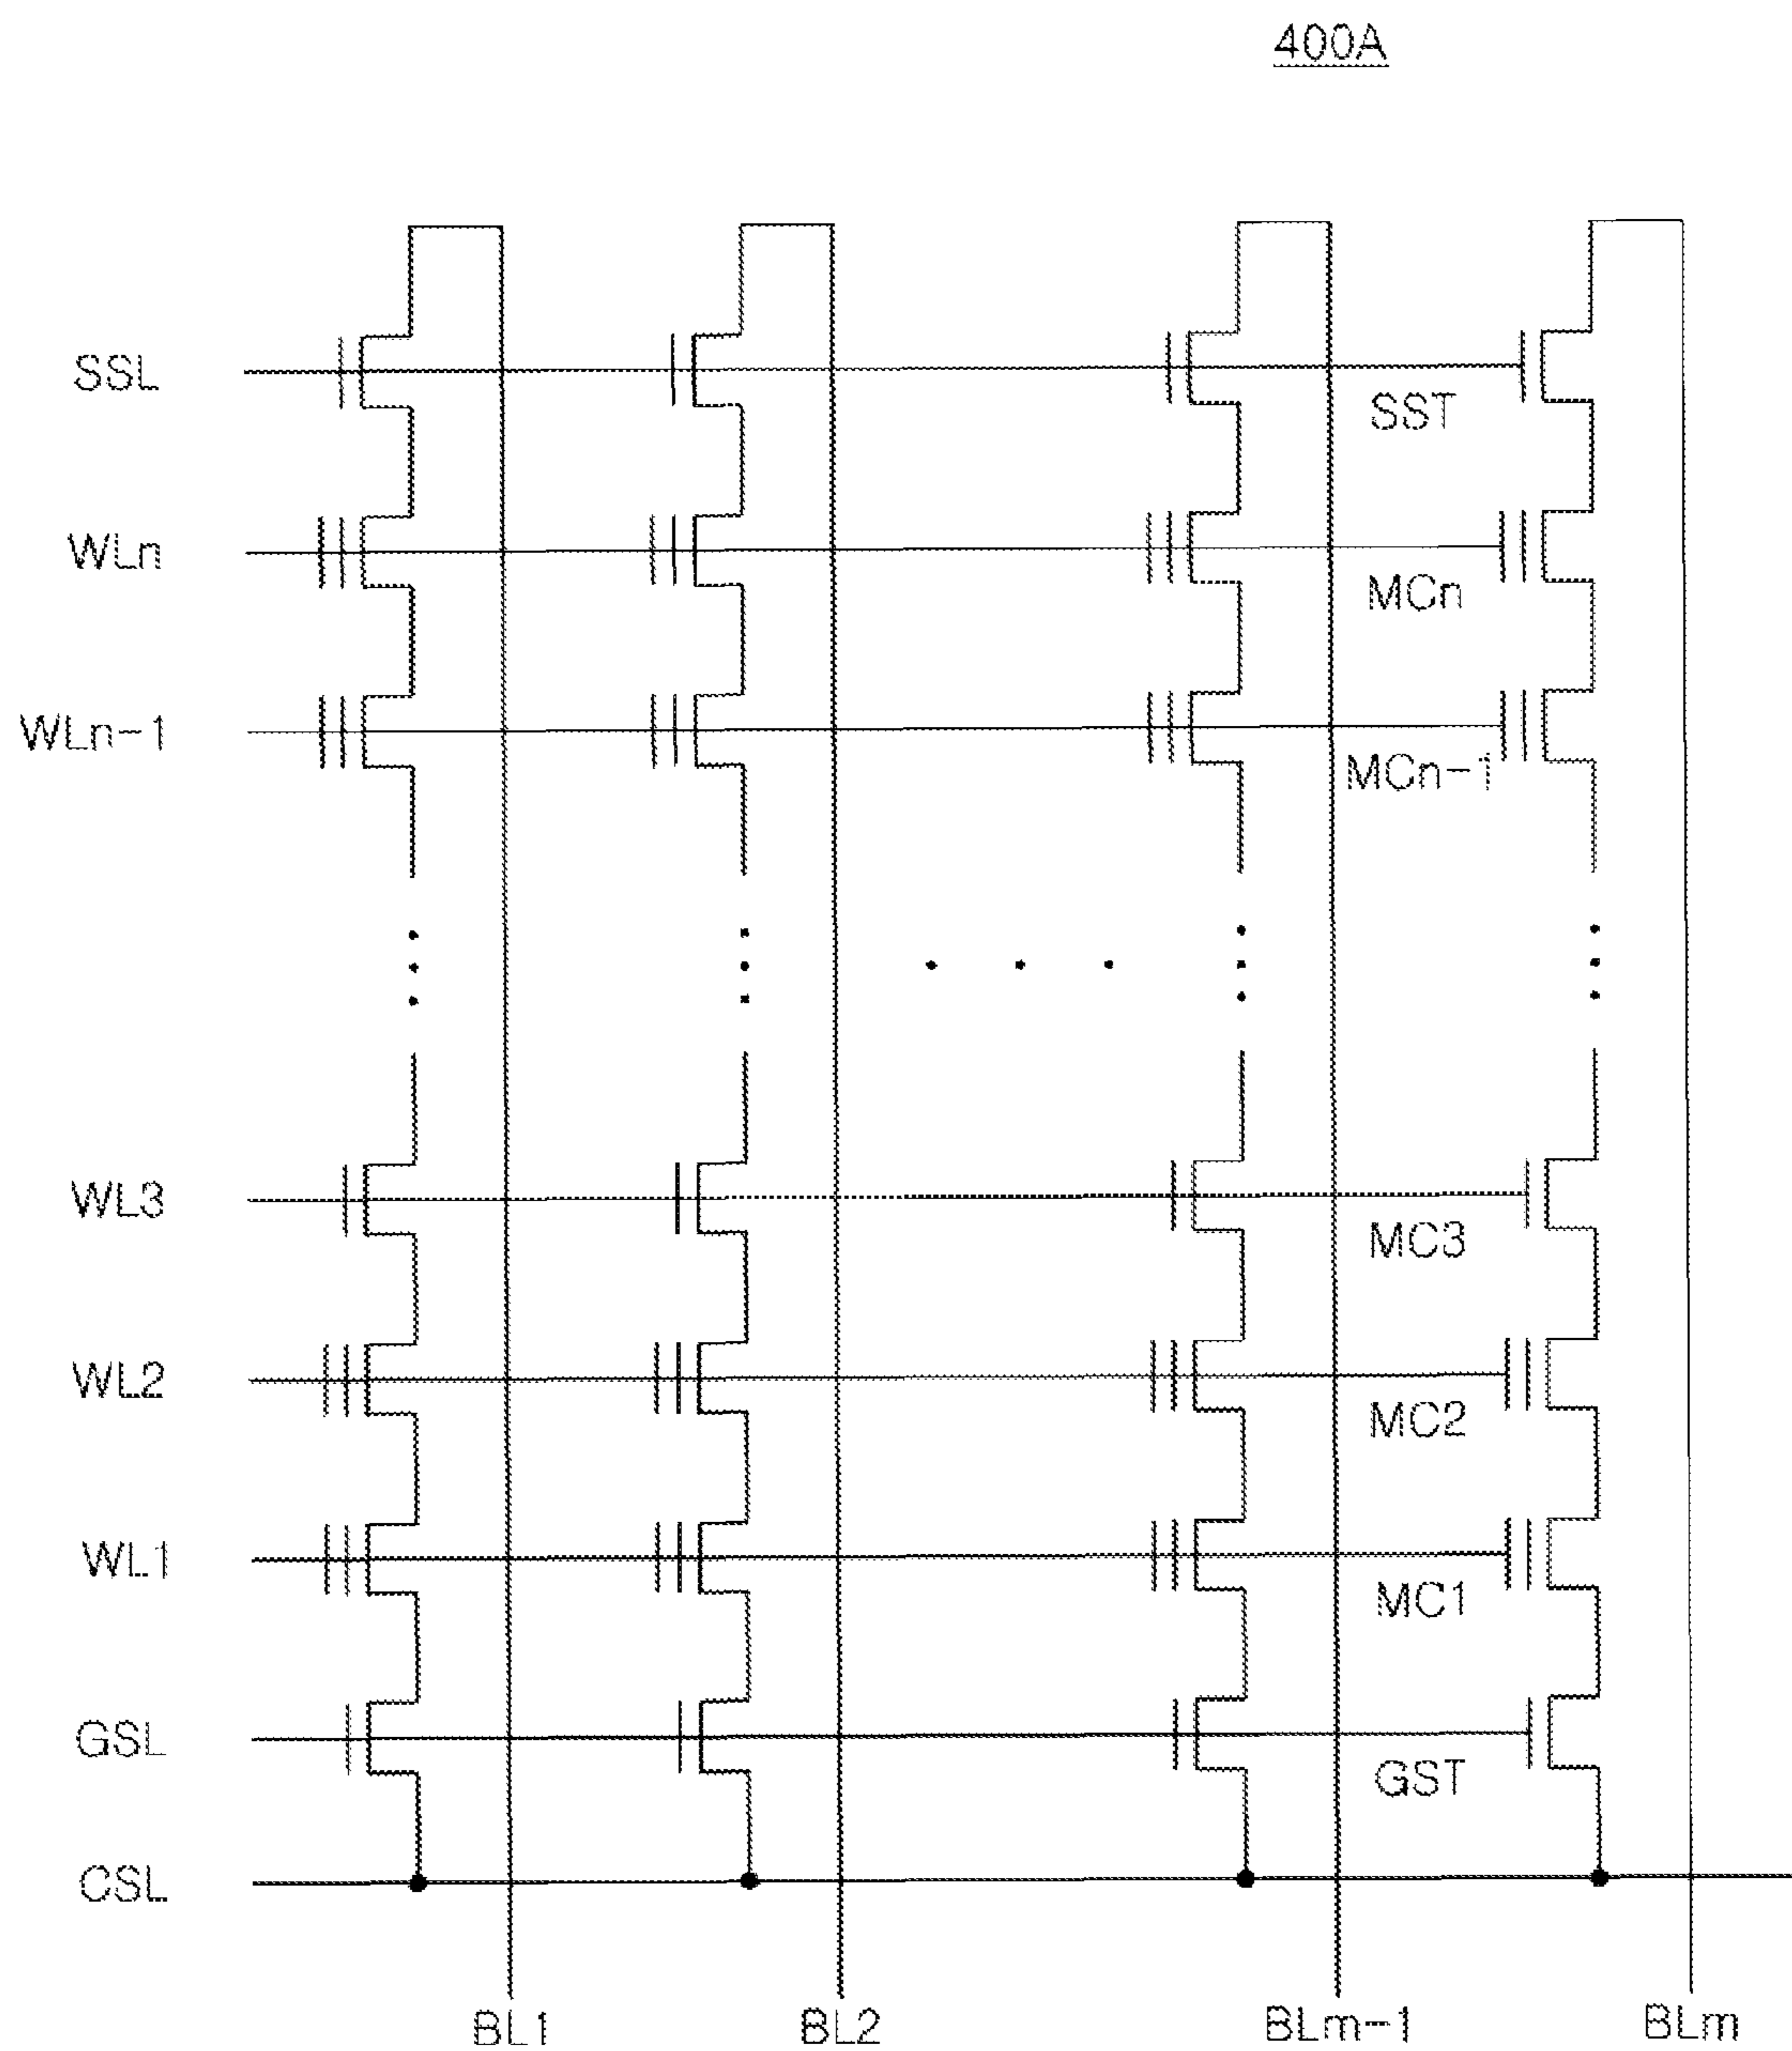 400A
SSL
SST
WLn
MCn
WLn-1
MCn-1
WL3
MC3
WL2
MC2
WL1
MC1
GSL
GST
CSL
BL1 BL2 BLm-1 BLm